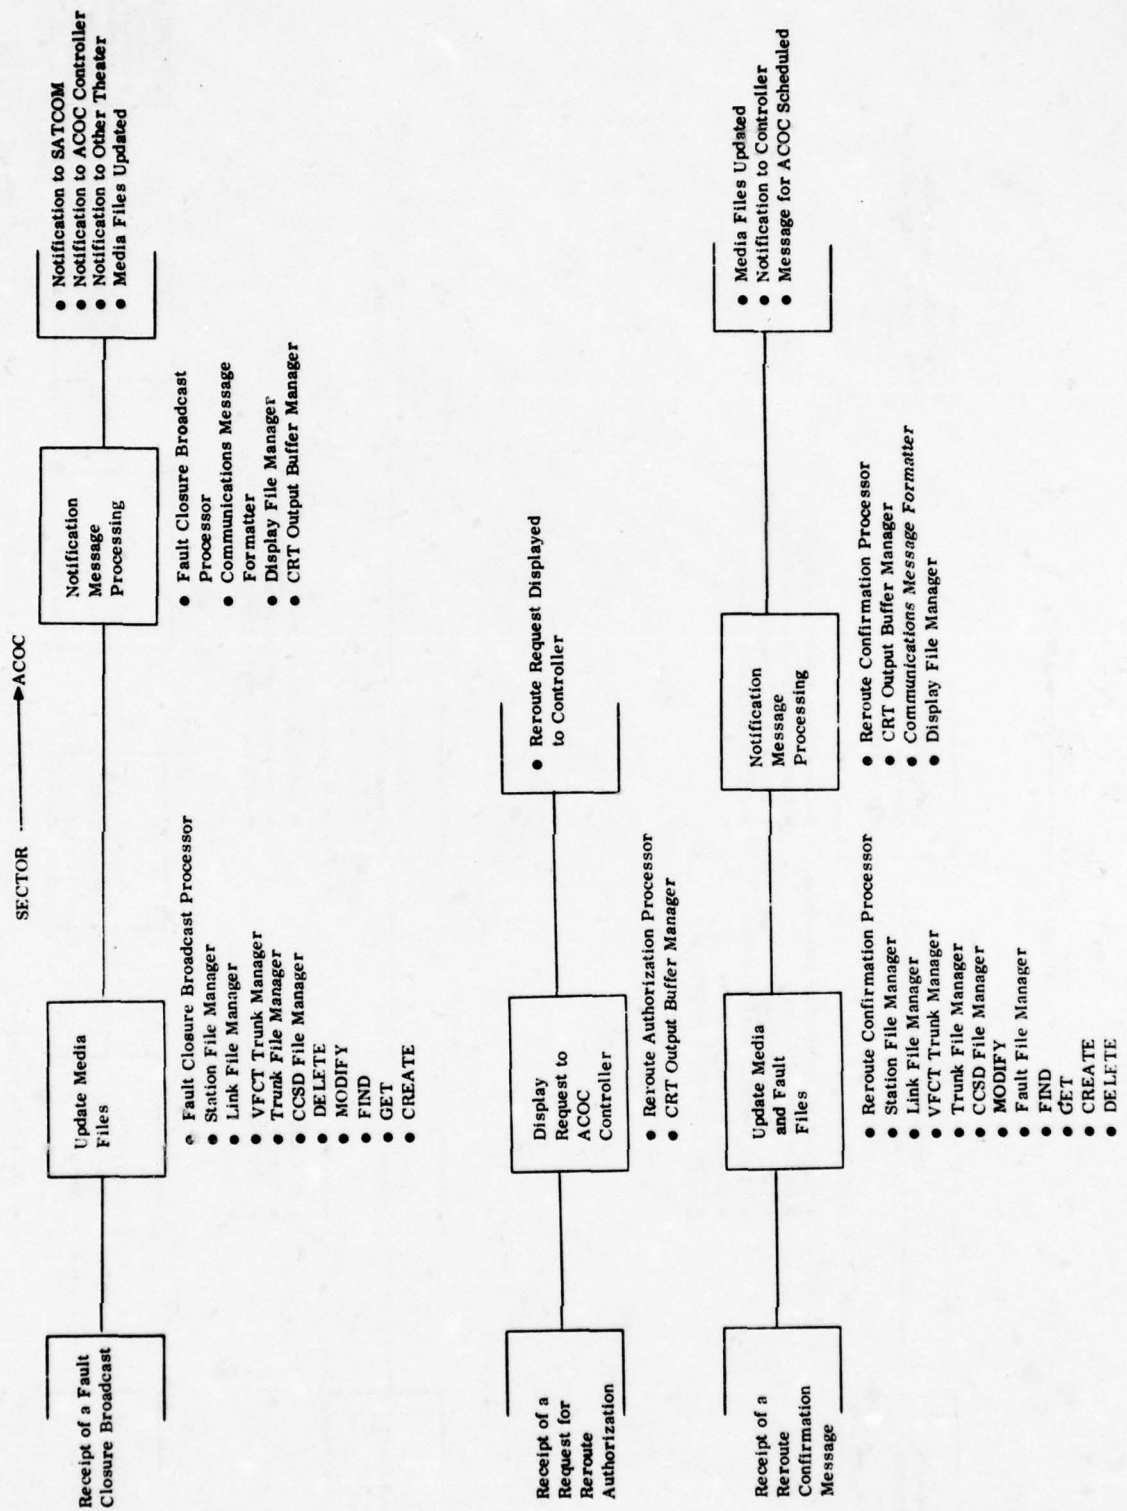 SECTOR ACOC
Receipt of a Fault
Closure Broadcast
Update Media
Files
● Fault Closure Broadcast Processor
● Station File Manager
● Link File Manager
● VFCT Trunk Manager
● Trunk File Manager
● CCSD File Manager
● DELETE
● MODIFY
● FIND
● GET
● CREATE
Notification
Message
Processing
● Fault Closure Broadcast
Processor
● Communications Message
Formatter
● Display File Manager
● CRT Output Buffer Manager
● Notification to SATCOM
● Notification to ACOC Controller
● Notification to Other Theater
● Media Files Updated
Receipt of a
Request for
Reroute
Authorization
Display
Request to
ACOC
Controller
● Reroute Authorization Processor
● CRT Output Buffer Manager
● Reroute Request Displayed
to Controller
Receipt of a
Reroute
Confirmation
Message
Update Media
and Fault
Files
● Reroute Confirmation Processor
● Station File Manager
● Link File Manager
● VFCT Trunk Manager
● Trunk File Manager
● CCSD File Manager
● MODIFY
● Fault File Manager
● FIND
● GET
● CREATE
● DELETE
Notification
Message
Processing
● Reroute Confirmation Processor
● CRT Output Buffer Manager
● Communications Message Formatter
● Display File Manager
● Media Files Updated
● Notification to Controller
● Message for ACOC Scheduled